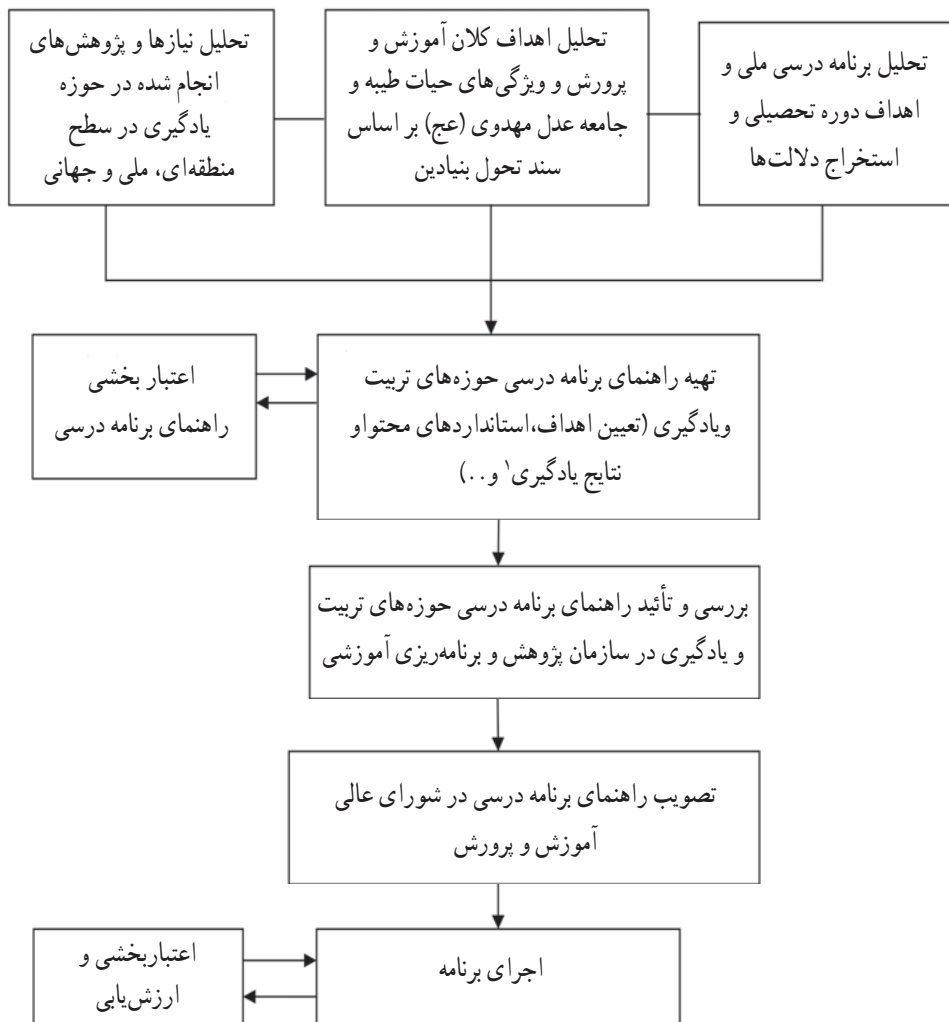 تحلیل برنامه درسی ملی و
اهداف دوره تحصیلی و
استخراج دلالت‌ها
تحلیل اهداف کلان آموزش و
پرورش و ویژگی‌های حیات طیبه و
جامعه عدل مهدوی (عج) بر اساس
سند تحول بنیادین
تحلیل نیازها و پژوهش‌های
انجام شده در حوزه
یادگیری در سطح
منطقه‌ای، ملی و جهانی
تهیه راهنمای برنامه درسی حوزه‌های تربیت
ویادگیری (تعیین اهداف،استانداردهای محتواو
نتایج یادگیری۱ و..)
اعتبار بخشی
راهنمای برنامه درسی
بررسی و تأئید راهنمای برنامه درسی حوزه‌های تربیت
و یادگیری در سازمان پژوهش و برنامه‌ریزی آموزشی
تصویب راهنمای برنامه درسی در شورای عالی
آموزش و پرورش
اجرای برنامه
اعتباربخشی و
ارزش‌یابی